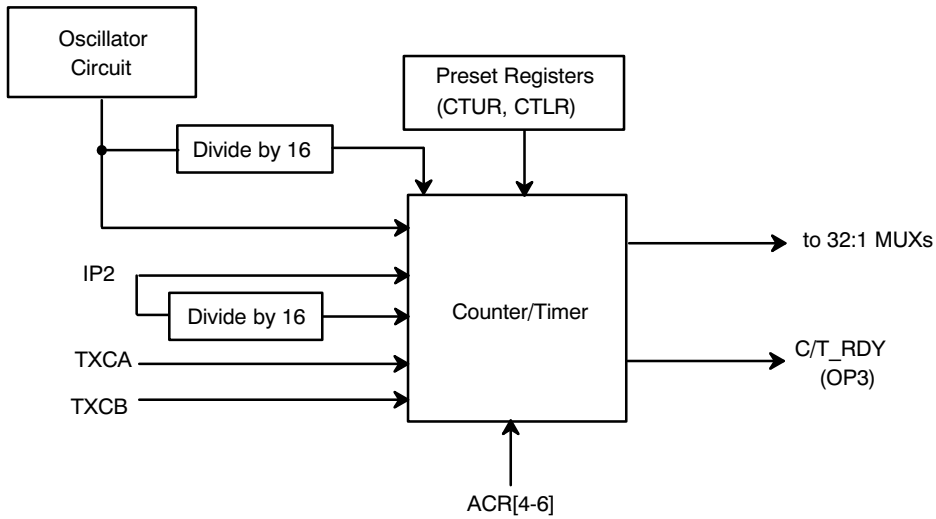 Oscillator
Circuit
Preset Registers
(CTUR, CTLR)
Divide by 16
to 32:1 MUXs
IP2
Divide by 16
Counter/Timer
TXCA
C/T_RDY
(OP3)
TXCB
ACR[4-6]